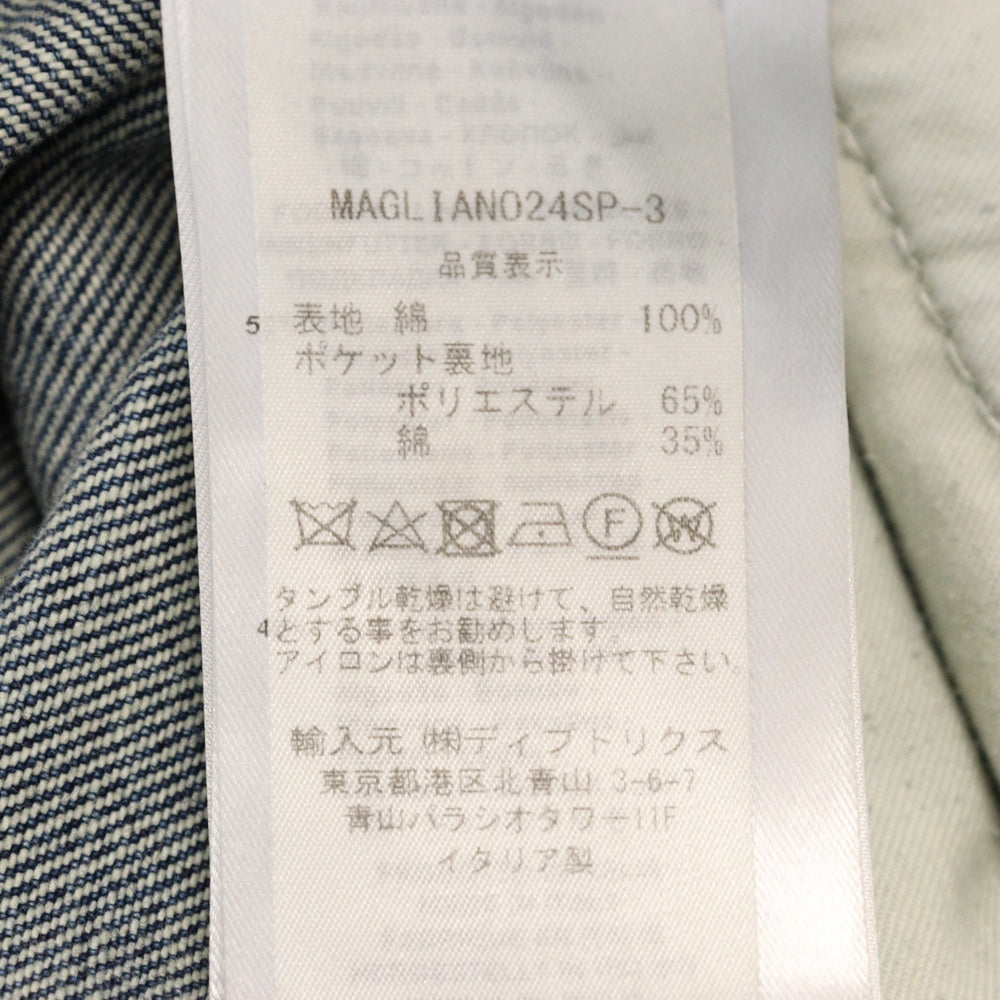 MAGLIANO24SP-3
品質表示
5 表地 綿 100%
ポケット裏地
ポリエステル 65%
綿 35%
F W
タンブル乾燥は避けて、自然乾燥
4 とする事をお勧めします。
アイロンは裏側から掛けて下さい。
輸入元 ㈱ディプトリクス
東京都港区北青山 3-6-7
青山パラシオタワー11F
イタリア製